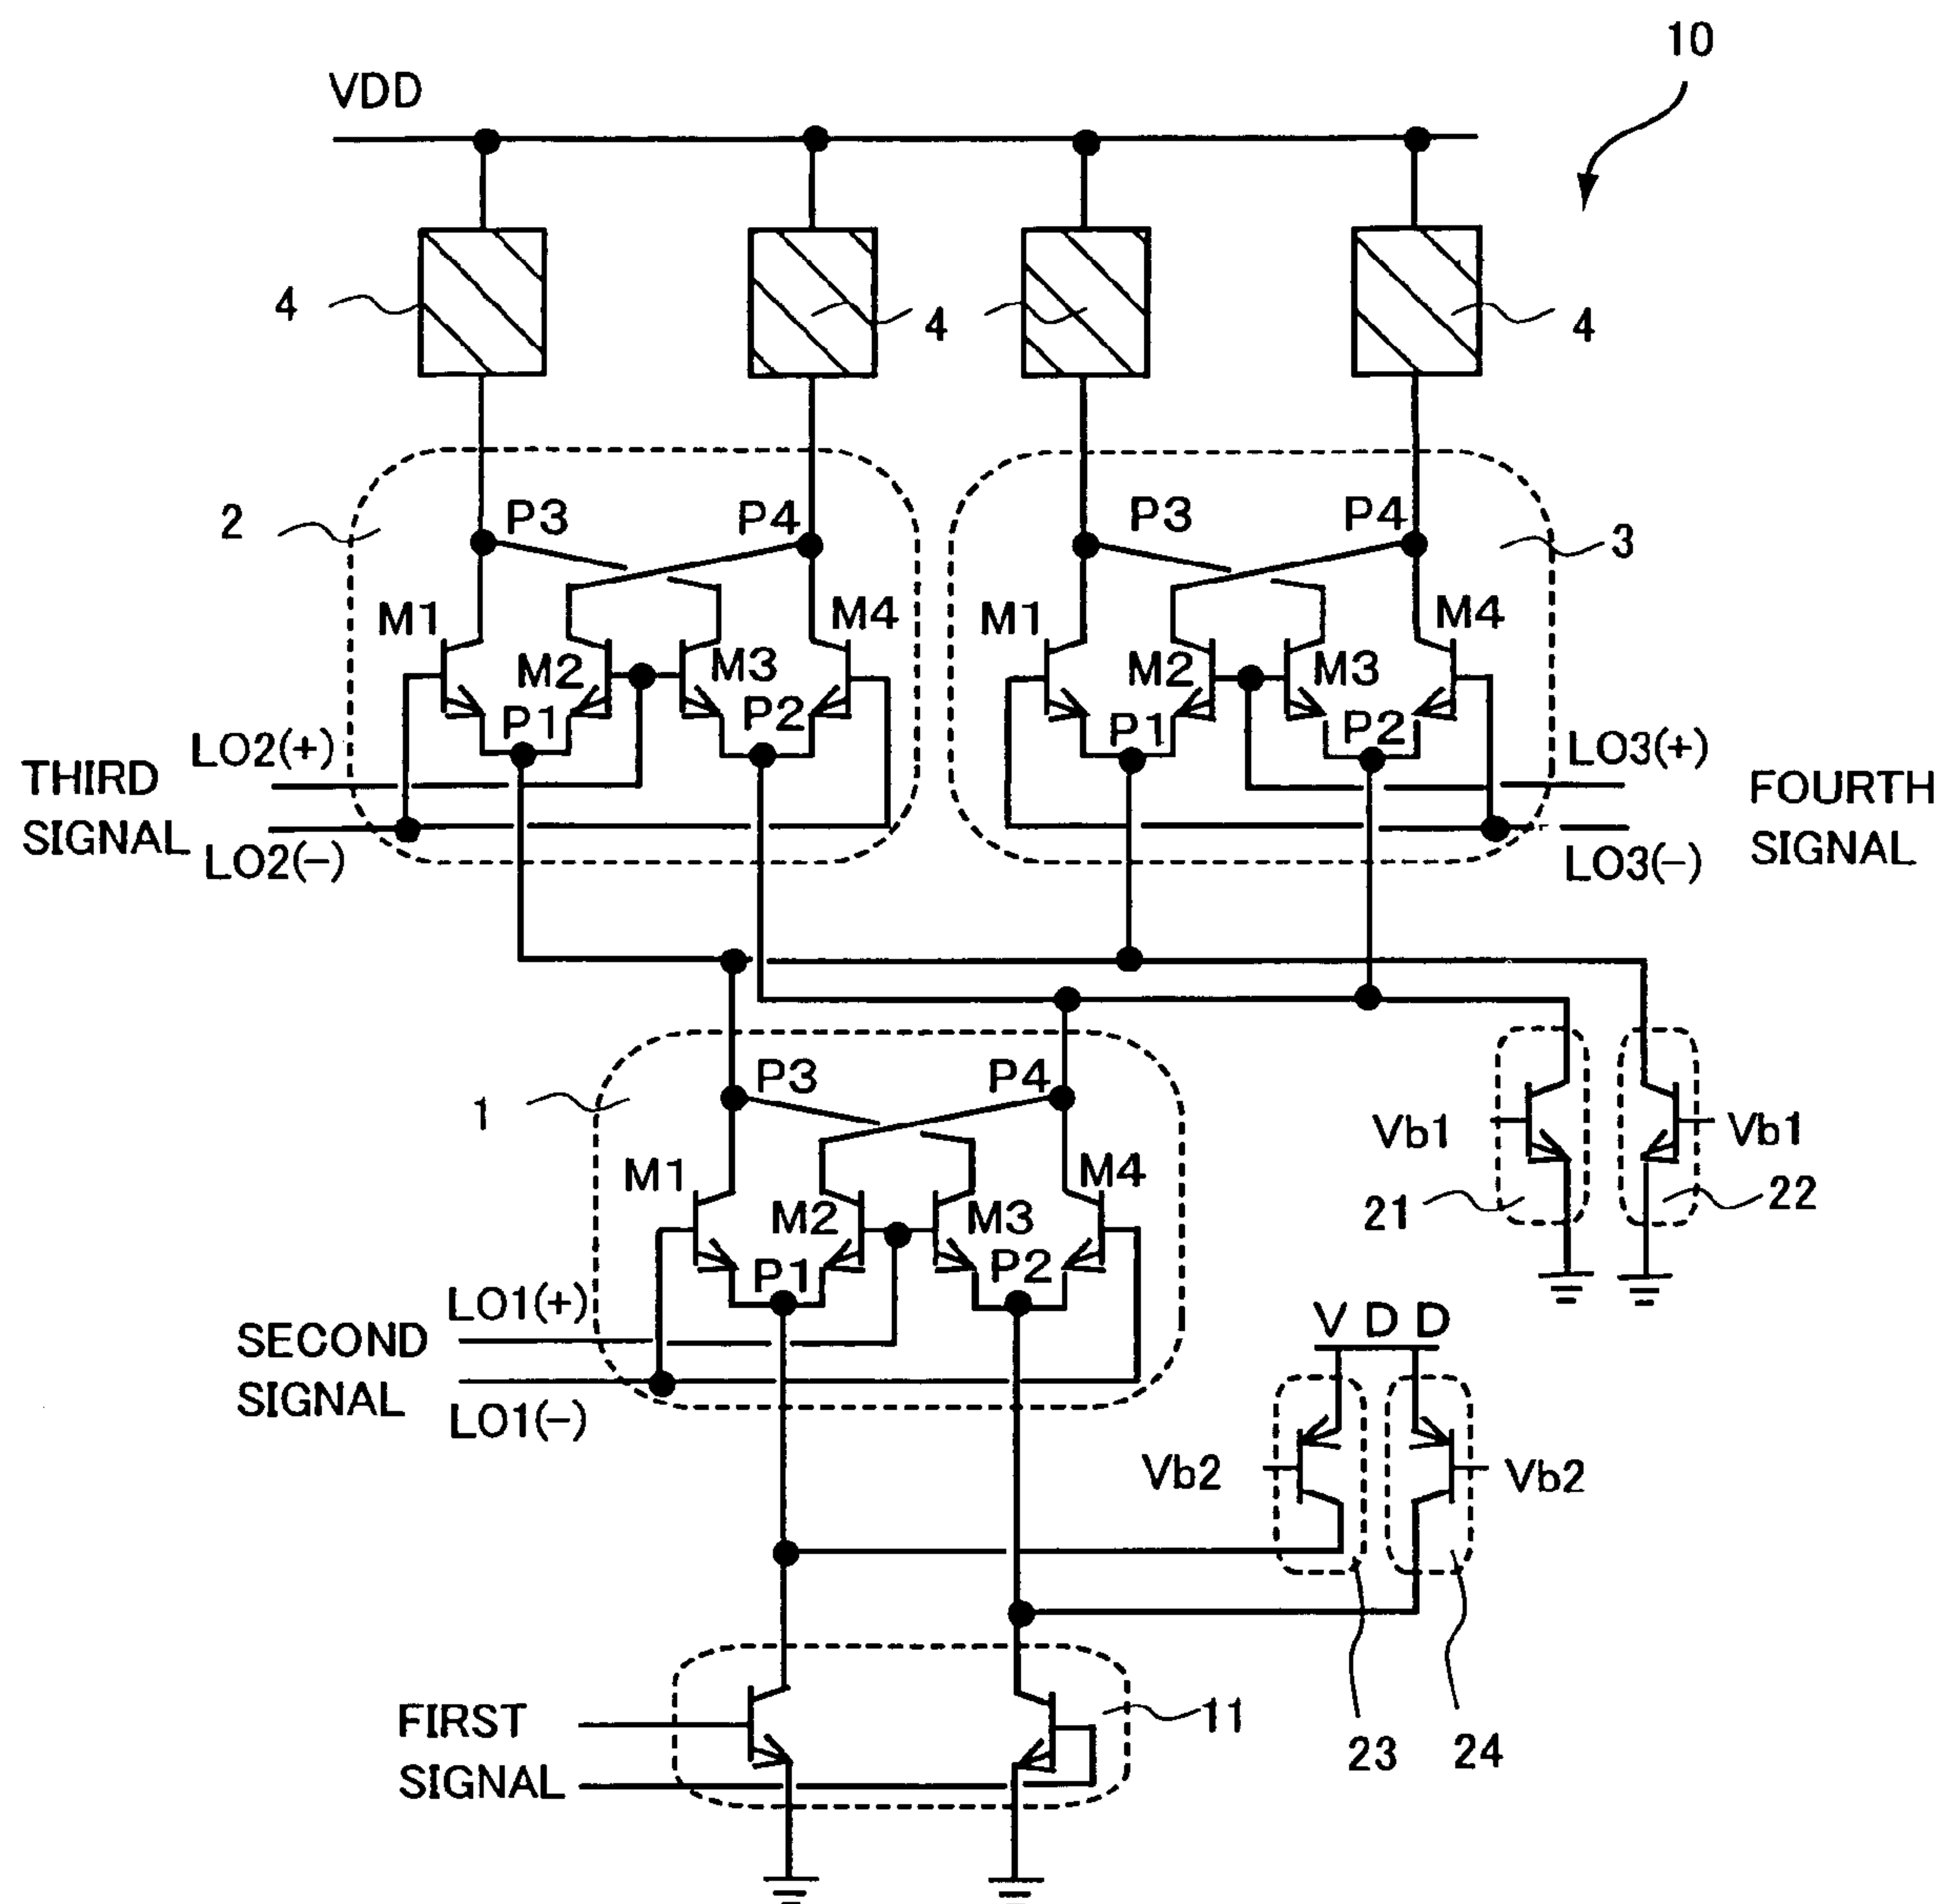 10
VDD
4
4
4
2
P3
P4
P3
P4
3
M1
M4
M1
M4
M2
M3
M2
M3
P1
P2
P1
P2
LO2(+)
LO3(+)
THIRD
SIGNAL
FOURTH
SIGNAL
LO2(−)
LO3(−)
1
P3
P4
Vb1
Vb1
M1
M4
M2
M3
21
22
P1
P2
LO1(+)
SECOND
SIGNAL
LO1(−)
VDD
Vb2
Vb2
FIRST
SIGNAL
11
23
24